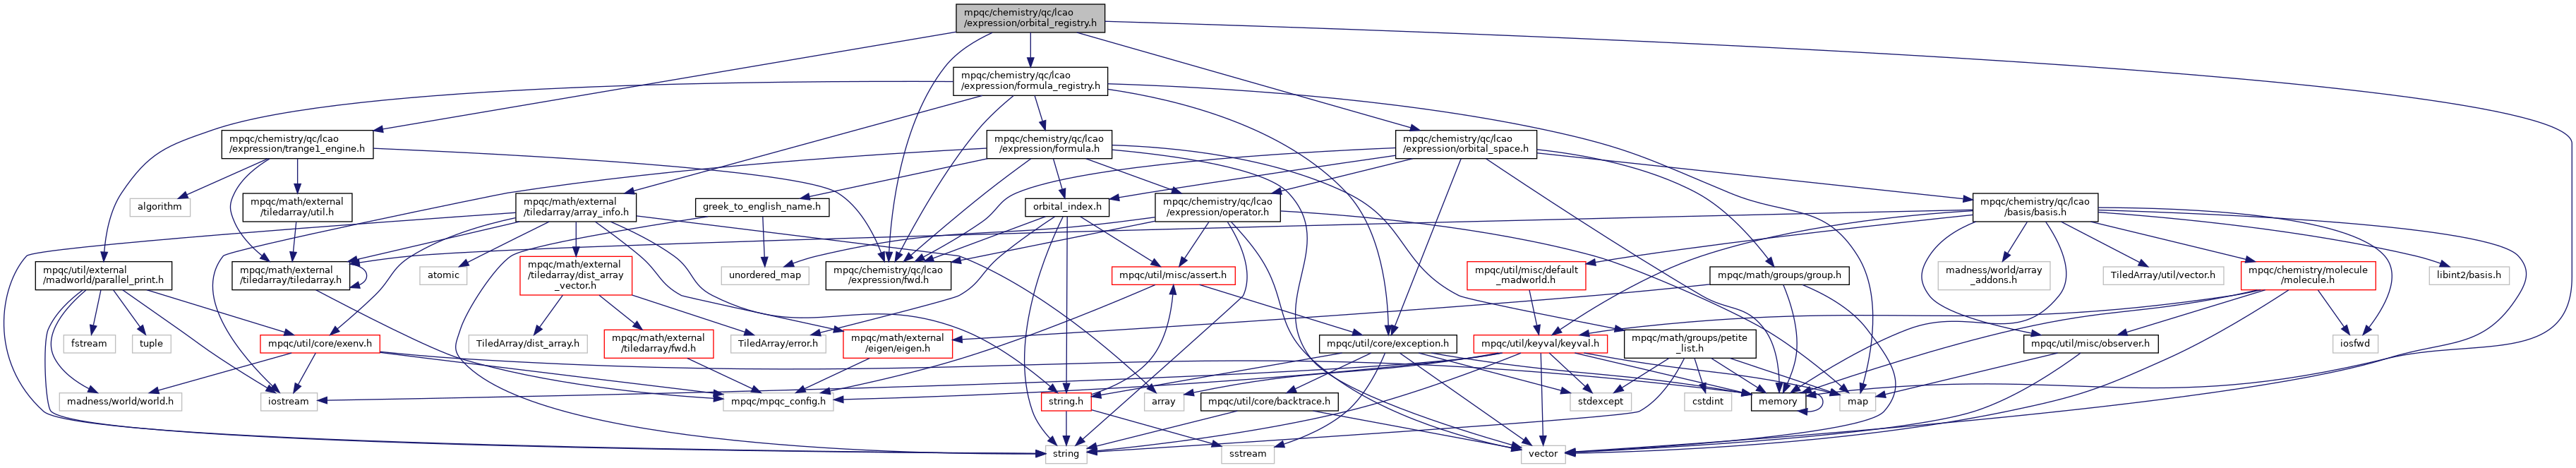 mpqc/chemistry/qc/lcao
/expression/orbital_registry.h
mpqc/chemistry/qc/lcao
/expression/formula_registry.h
mpqc/chemistry/qc/lcao
/expression/trange1_engine.h
mpqc/chemistry/qc/lcao
/expression/formula.h
mpqc/chemistry/qc/lcao
/expression/orbital_space.h
algorithm
mpqc/math/external
/tiledarray/util.h
mpqc/math/external
/tiledarray/array_info.h
greek_to_english_name.h
orbital_index.h
mpqc/chemistry/qc/lcao
/expression/operator.h
mpqc/chemistry/qc/lcao
/basis/basis.h
mpqc/util/external
/madworld/parallel_print.h
mpqc/math/external
/tiledarray/tiledarray.h
atomic
mpqc/math/external
/tiledarray/dist_array
_vector.h
unordered_map
mpqc/chemistry/qc/lcao
/expression/fwd.h
mpqc/util/misc/assert.h
mpqc/util/misc/default
_madworld.h
mpqc/math/groups/group.h
madness/world/array
_addons.h
TiledArray/util/vector.h
mpqc/chemistry/molecule
/molecule.h
libint2/basis.h
fstream
tuple
mpqc/util/core/exenv.h
TiledArray/dist_array.h
mpqc/math/external
/tiledarray/fwd.h
TiledArray/error.h
mpqc/math/external
/eigen/eigen.h
mpqc/util/core/exception.h
mpqc/util/keyval/keyval.h
mpqc/math/groups/petite
_list.h
mpqc/util/misc/observer.h
iosfwd
madness/world/world.h
iostream
mpqc/mpqc_config.h
string.h
array
mpqc/util/core/backtrace.h
stdexcept
cstdint
memory
map
string
sstream
vector